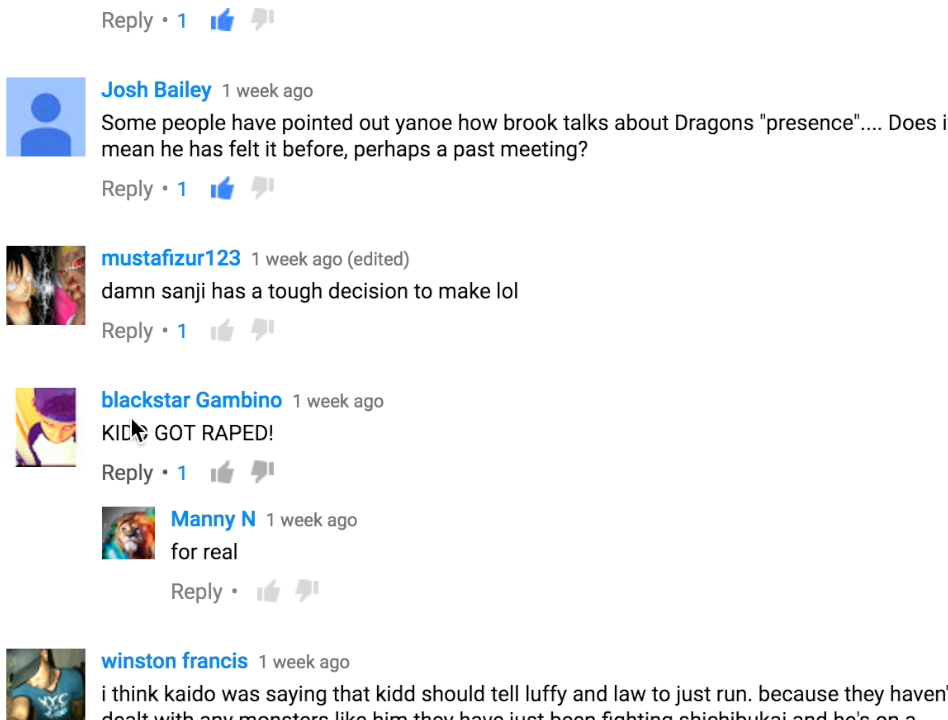 Reply • 1
Josh Bailey 1 week ago
Some people have pointed out yanoe how brook talks about Dragons "presence".... Does i
mean he has felt it before, perhaps a past meeting?
Reply • 1
mustafizur123 1 week ago (edited)
damn sanji has a tough decision to make lol
Reply • 1
blackstar Gambino 1 week ago
GOT RAPED!
Reply • 1
Manny N 1 week ago
for real
Reply •
winston francis 1 week ago
i think kaido was saying that kidd should tell luffy and law to just run. because they haven'
dealt with any monsters like him they have just been fighting shichibukai and he's on a